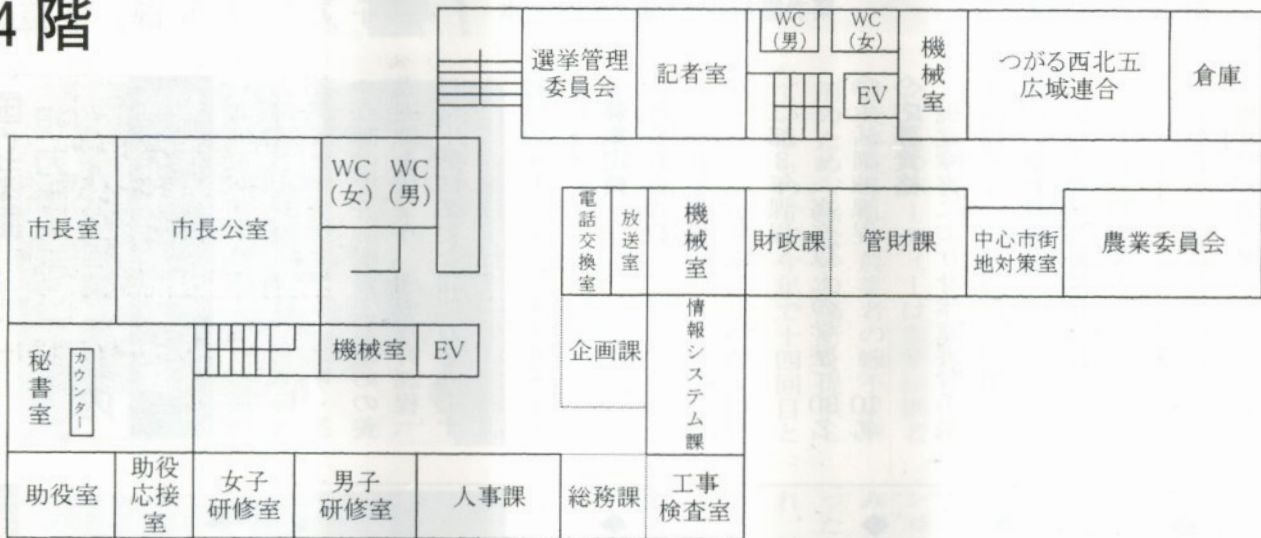 4階
選挙管理
委員会
記者室
WC
(男)
WC
(女)
EV
機械室
つがる西北五
広域連合
倉庫
市長室
市長公室
WC
(女)
WC
(男)
電話交換室
放送室
機械室
財政課
管財課
中心市街
地対策室
農業委員会
秘書室
カウンター
機械室
EV
企画課
情報システム課
助役室
助役
応接
室
女子
研修室
男子
研修室
人事課
総務課
工事
検査室